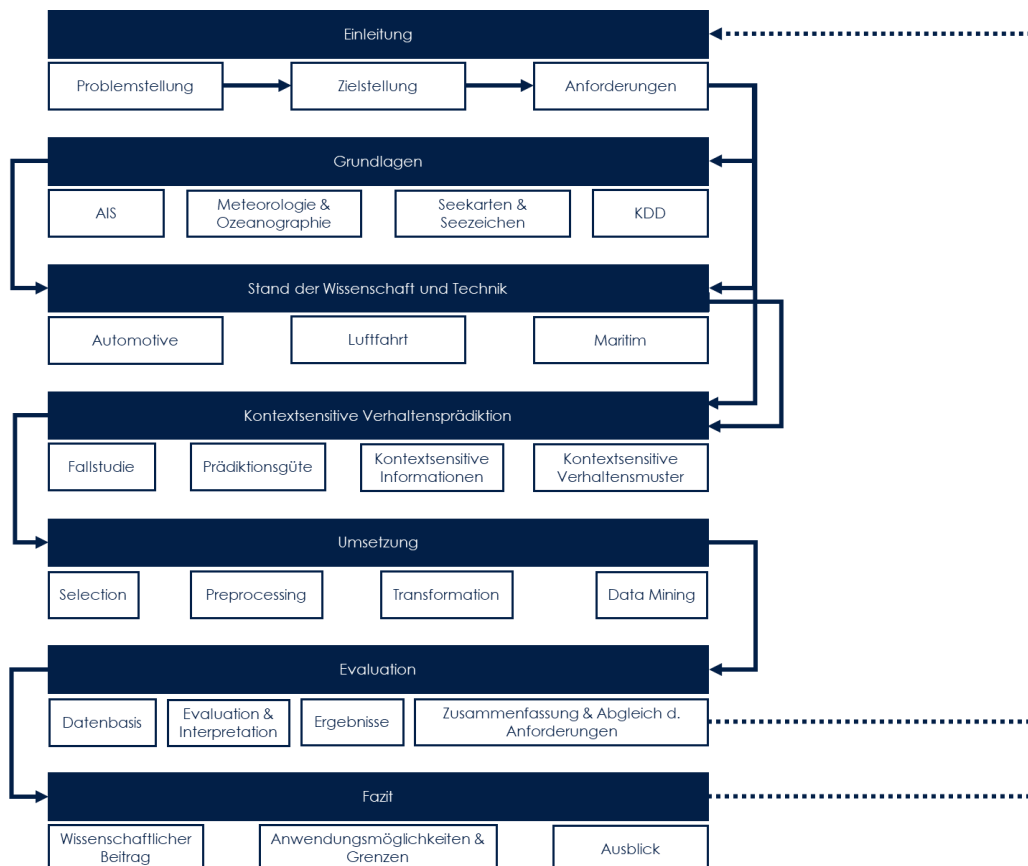 Einleitung
Problemstellung
Zielstellung
Anforderungen
Grundlagen
AIS
Meteorologie &
Ozeanographie
Seekarten &
Seezeichen
KDD
Stand der Wissenschaft und Technik
Automotive
Luftfahrt
Maritim
Kontextsensitive Verhaltensprädiktion
Fallstudie
Prädiktionsgüte
Kontextsensitive
Informationen
Kontextsensitive
Verhaltensmuster
Umsetzung
Selection
Preprocessing
Transformation
Data Mining
Evaluation
Datenbasis
Evaluation &
Interpretation
Ergebnisse
Zusammenfassung & Abgleich d.
Anforderungen
Fazit
Wissenschaftlicher
Beitrag
Anwendungsmöglichkeiten &
Grenzen
Ausblick